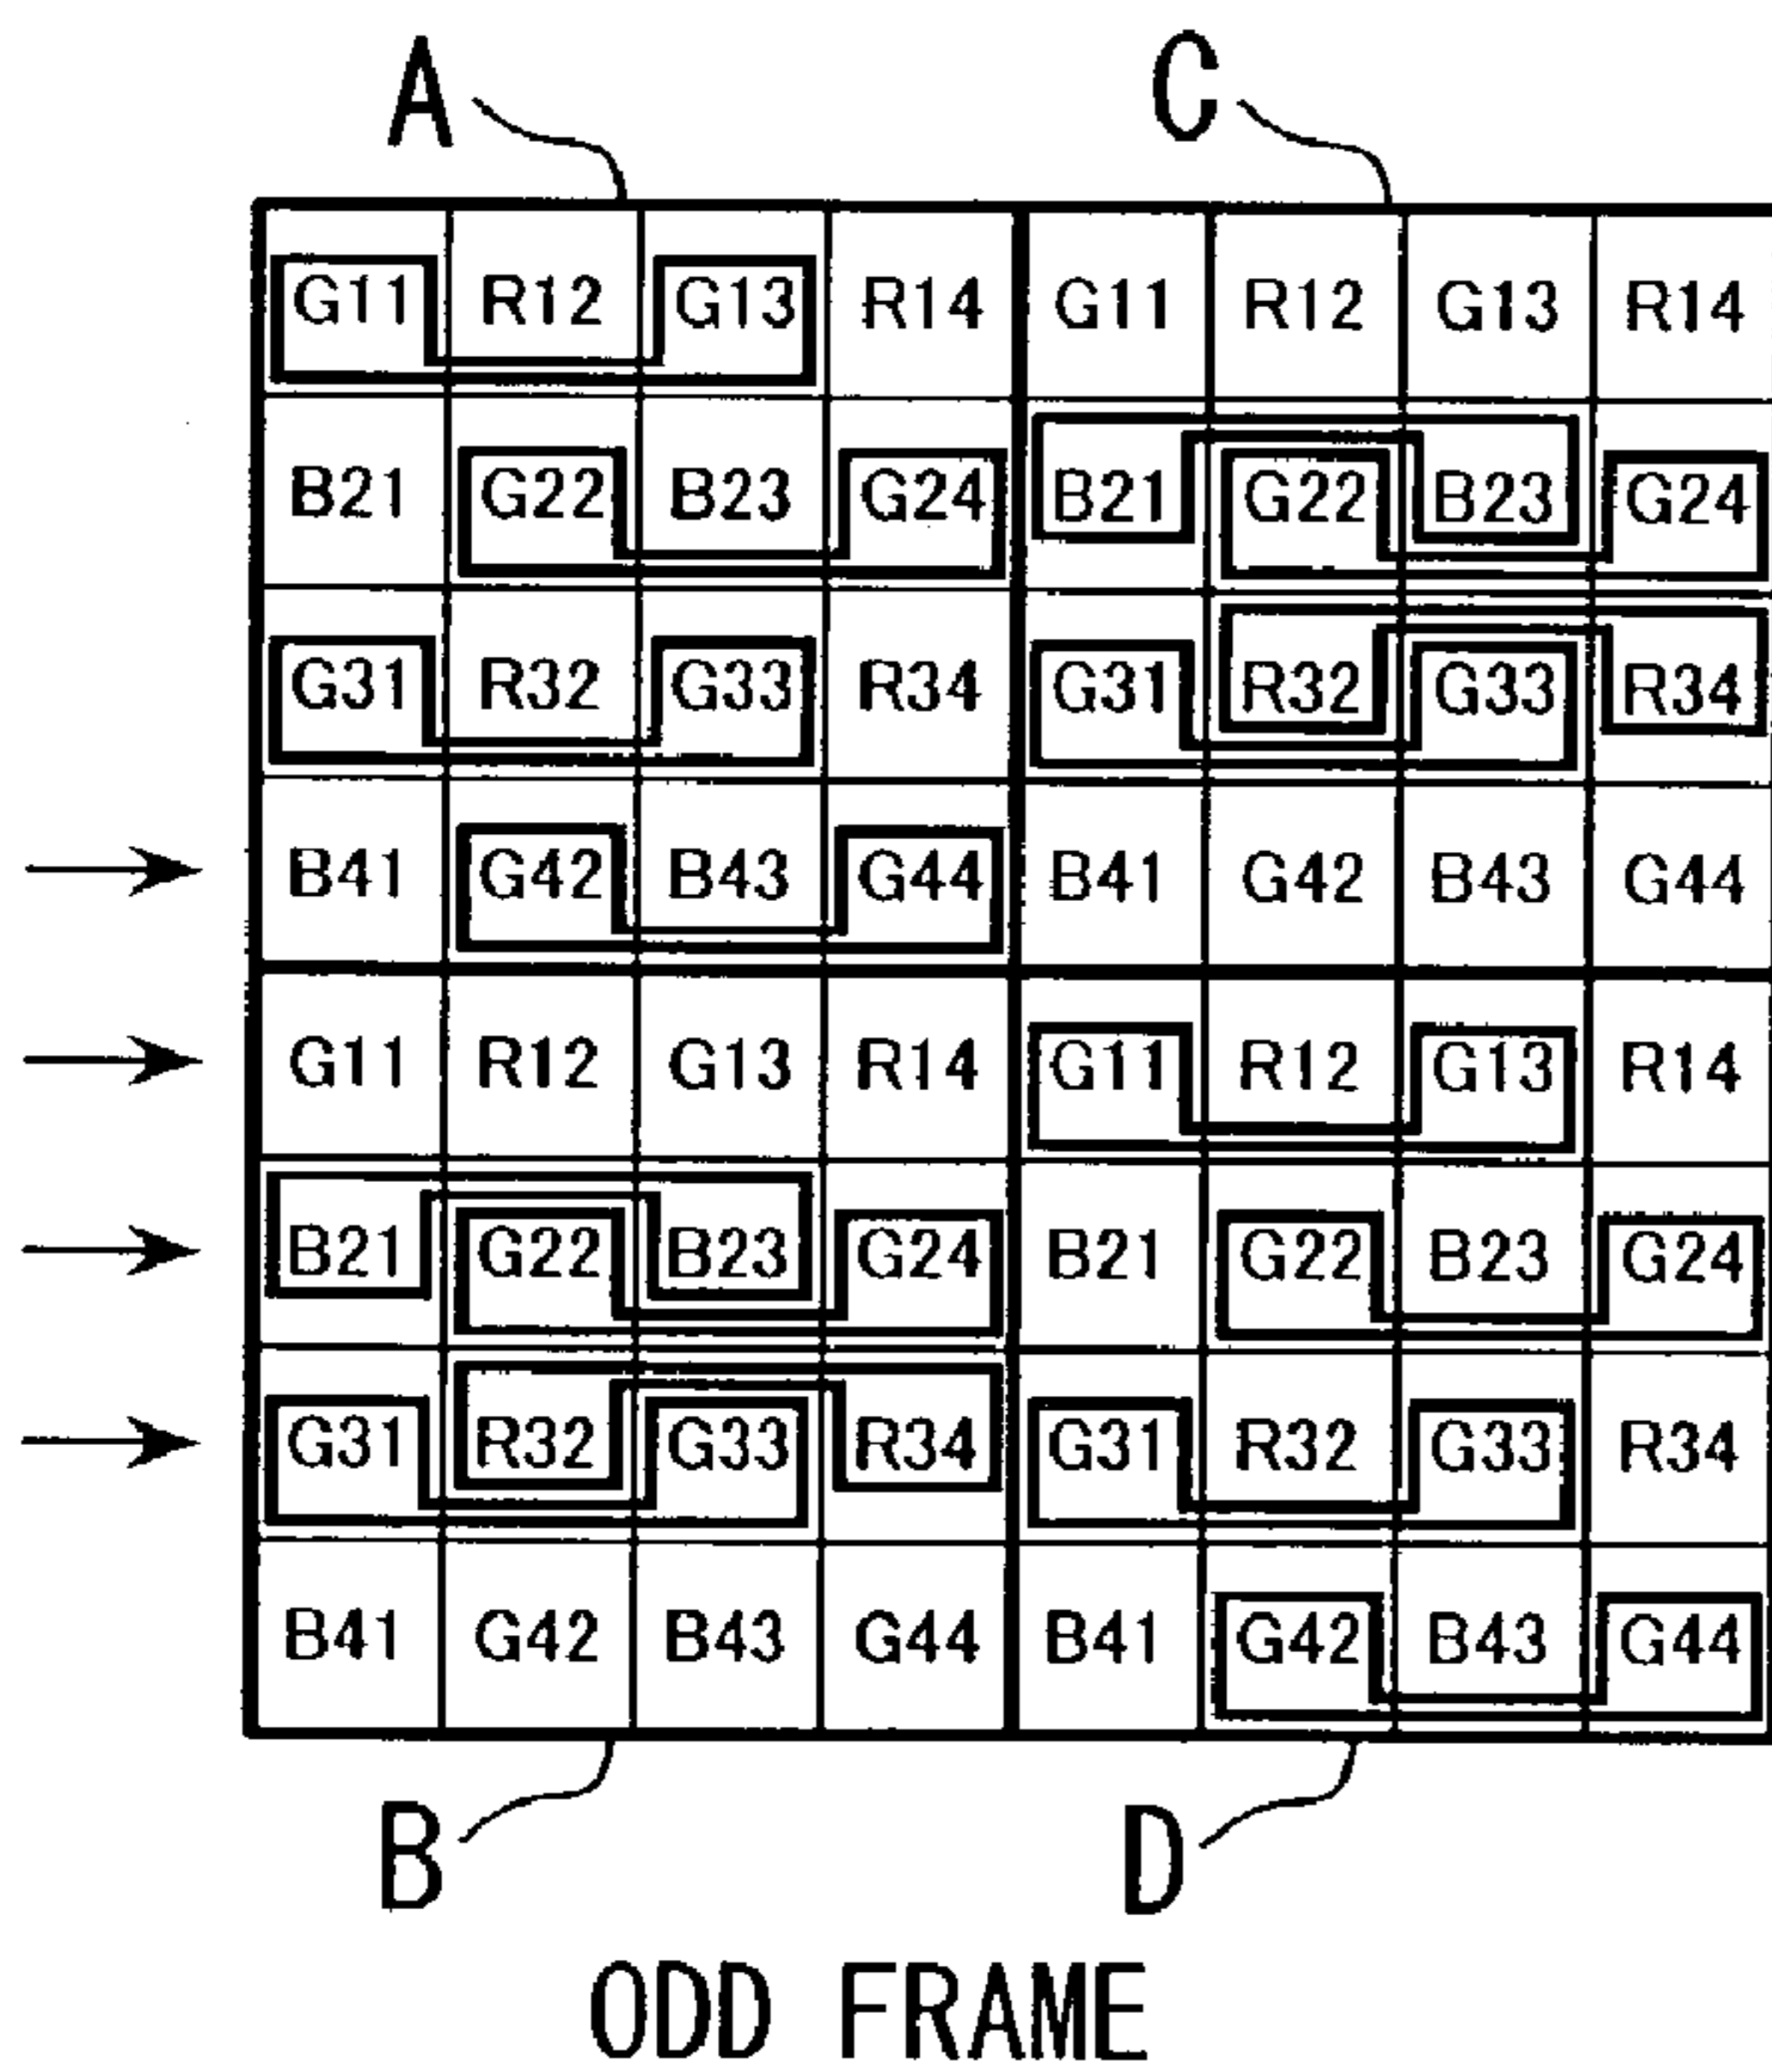 A C
G11 R12 G13 R14 G11 R12 G13 R14
B21 G22 B23 G24 B21 G22 B23 G24
G31 R32 G33 R34 G31 R32 G33 R34
B41 G42 B43 G44 B41 G42 B43 G44
G11 R12 G13 R14 G11 R12 G13 R14
B21 G22 B23 G24 B21 G22 B23 G24
G31 R32 G33 R34 G31 R32 G33 R34
B41 G42 B43 G44 B41 G42 B43 G44
B D
ODD FRAME